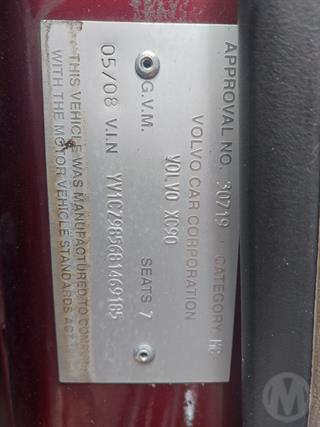 APPROVAL NO. 30719 CATEGORY MC
VOLVO CAR CORPORATION
VOLVO XC90
G.V.M. SEATS 7
05/08 V.I.N YV1CZ985681469185
THIS VEHICLE WAS MANUFACTURED TO COMPLY
WITH THE MOTOR VEHICLE STANDARDS ACT
M